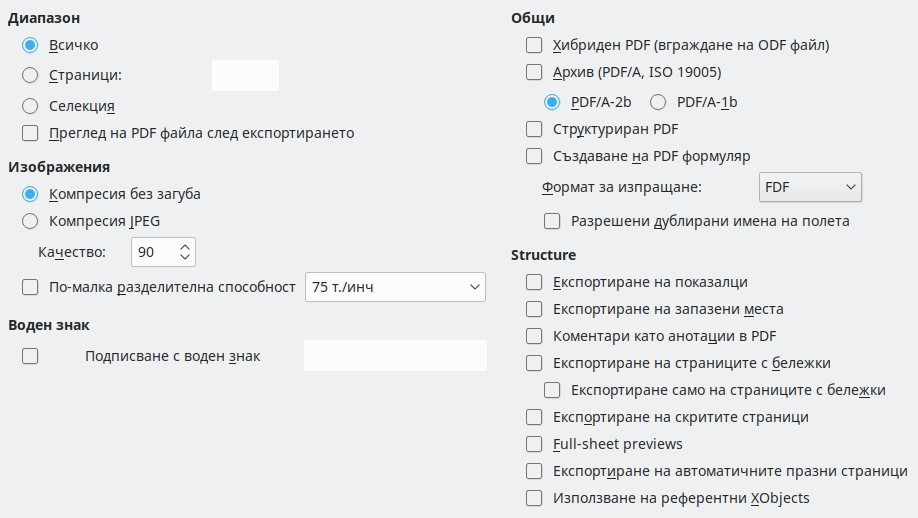 Диапазон
Всичко
Страници:
Селекция
Преглед на PDF файла след експортирането
Изображения
Компресия без загуба
Компресия JPEG
Качество: 90
По-малка разделителна способност 75 т./инч
Воден знак
Подписване с воден знак
Общи
Хибриден PDF (вграждане на ODF файл)
Архив (PDF/A, ISO 19005)
PDF/A-2b PDF/A-1b
Структуриран PDF
Създаване на PDF формуляр
Формат за изпращане: FDF
Разрешени дублирани имена на полета
Structure
Експортиране на показалци
Експортиране на запазени места
Коментари като анотации в PDF
Експортиране на страниците с бележки
Експортиране само на страниците с бележки
Експортиране на скритите страници
Full-sheet previews
Експортиране на автоматичните празни страници
Използване на референтни XObjects